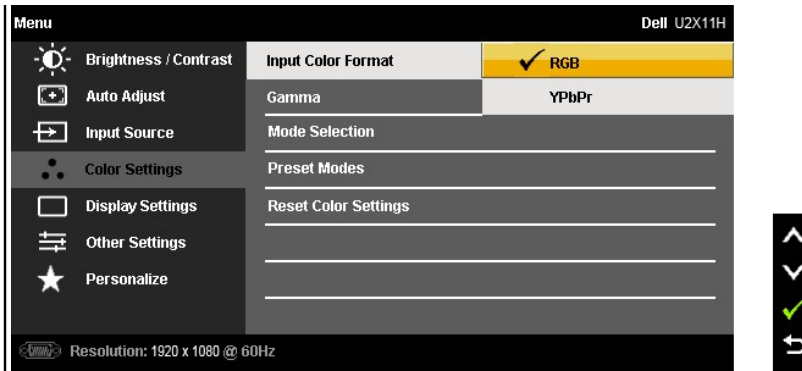 Menu Dell U2X11H
Brightness / Contrast Input Color Format RGB
Auto Adjust Gamma YPbPr
Input Source Mode Selection
Color Settings Preset Modes
Display Settings Reset Color Settings
Other Settings
Personalize
Resolution: 1920 x 1080 @ 60Hz